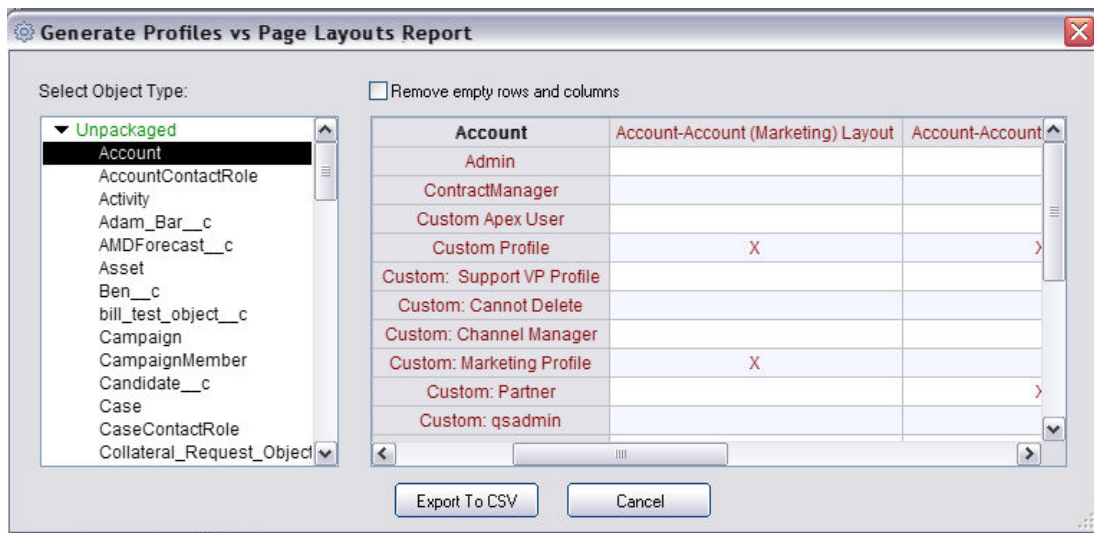 Generate Profiles vs Page Layouts Report
Select Object Type:
Remove empty rows and columns
Unpackaged
Account
AccountContactRole
Activity
Adam_Bar__c
AMDForecast__c
Asset
Ben__c
bill_test_object__c
Campaign
CampaignMember
Candidate__c
Case
CaseContactRole
Collateral_Request_Object
Account Account-Account (Marketing) Layout Account-Account
Admin
ContractManager
Custom Apex User
Custom Profile X X
Custom: Support VP Profile
Custom: Cannot Delete
Custom: Channel Manager
Custom: Marketing Profile X
Custom: Partner X
Custom: qsadmin
Export To CSV Cancel